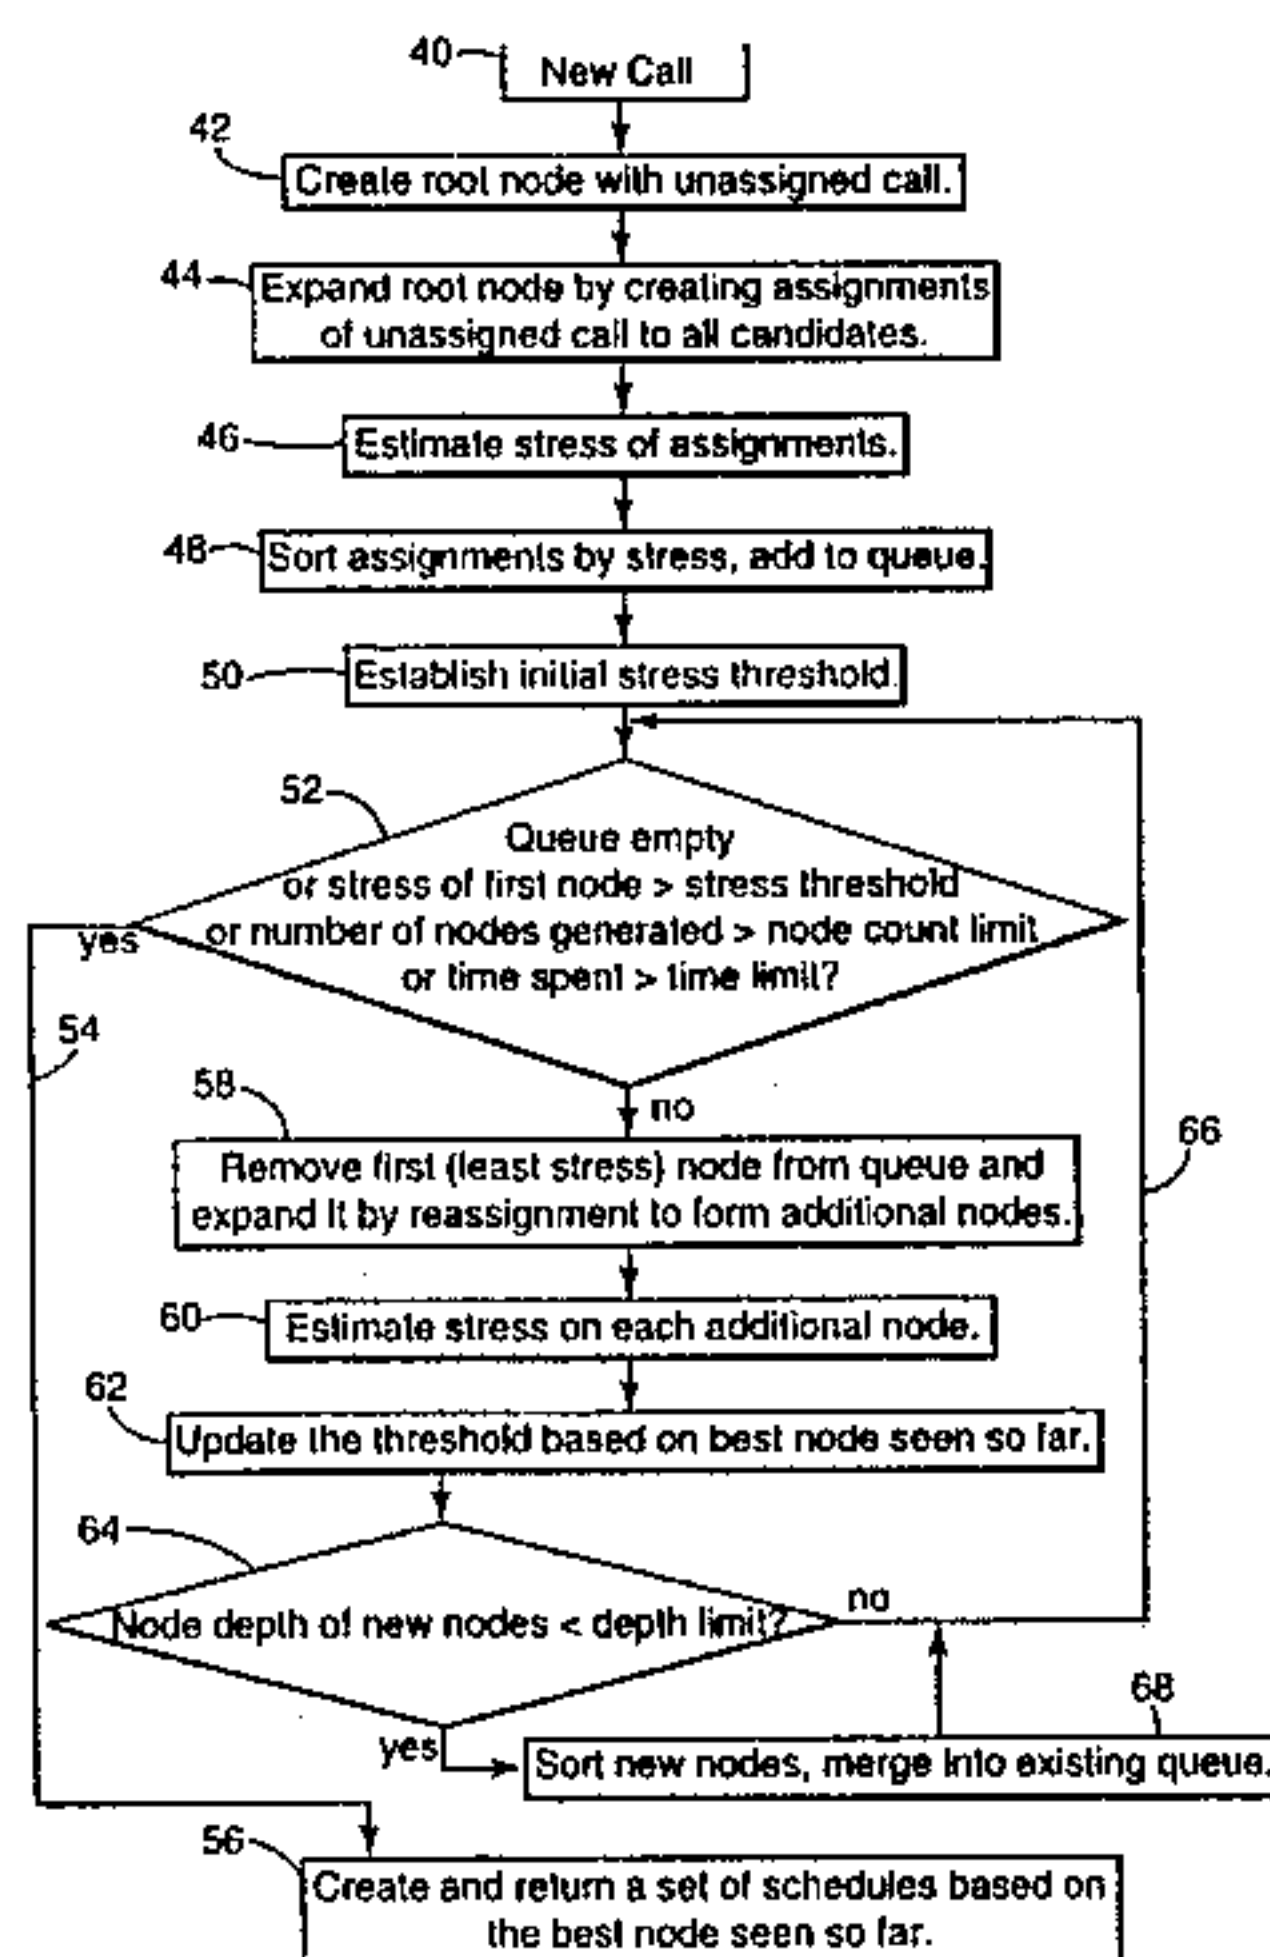 40
New Call
42
Create root node with unassigned call.
44
Expand root node by creating assignments
of unassigned call to all candidates.
46
Estimate stress of assignments.
48
Sort assignments by stress, add to queue.
50
Establish initial stress threshold.
52
Queue empty
or stress of first node > stress threshold
or number of nodes generated > node count limit
or time spent > time limit?
yes
54
no
58
Remove first (least stress) node from queue and
expand it by reassignment to form additional nodes.
66
60
Estimate stress on each additional node.
62
Update the threshold based on best node seen so far.
64
Node depth of new nodes < depth limit?
no
yes
68
Sort new nodes, merge into existing queue.
56
Create and return a set of schedules based on
the best node seen so far.